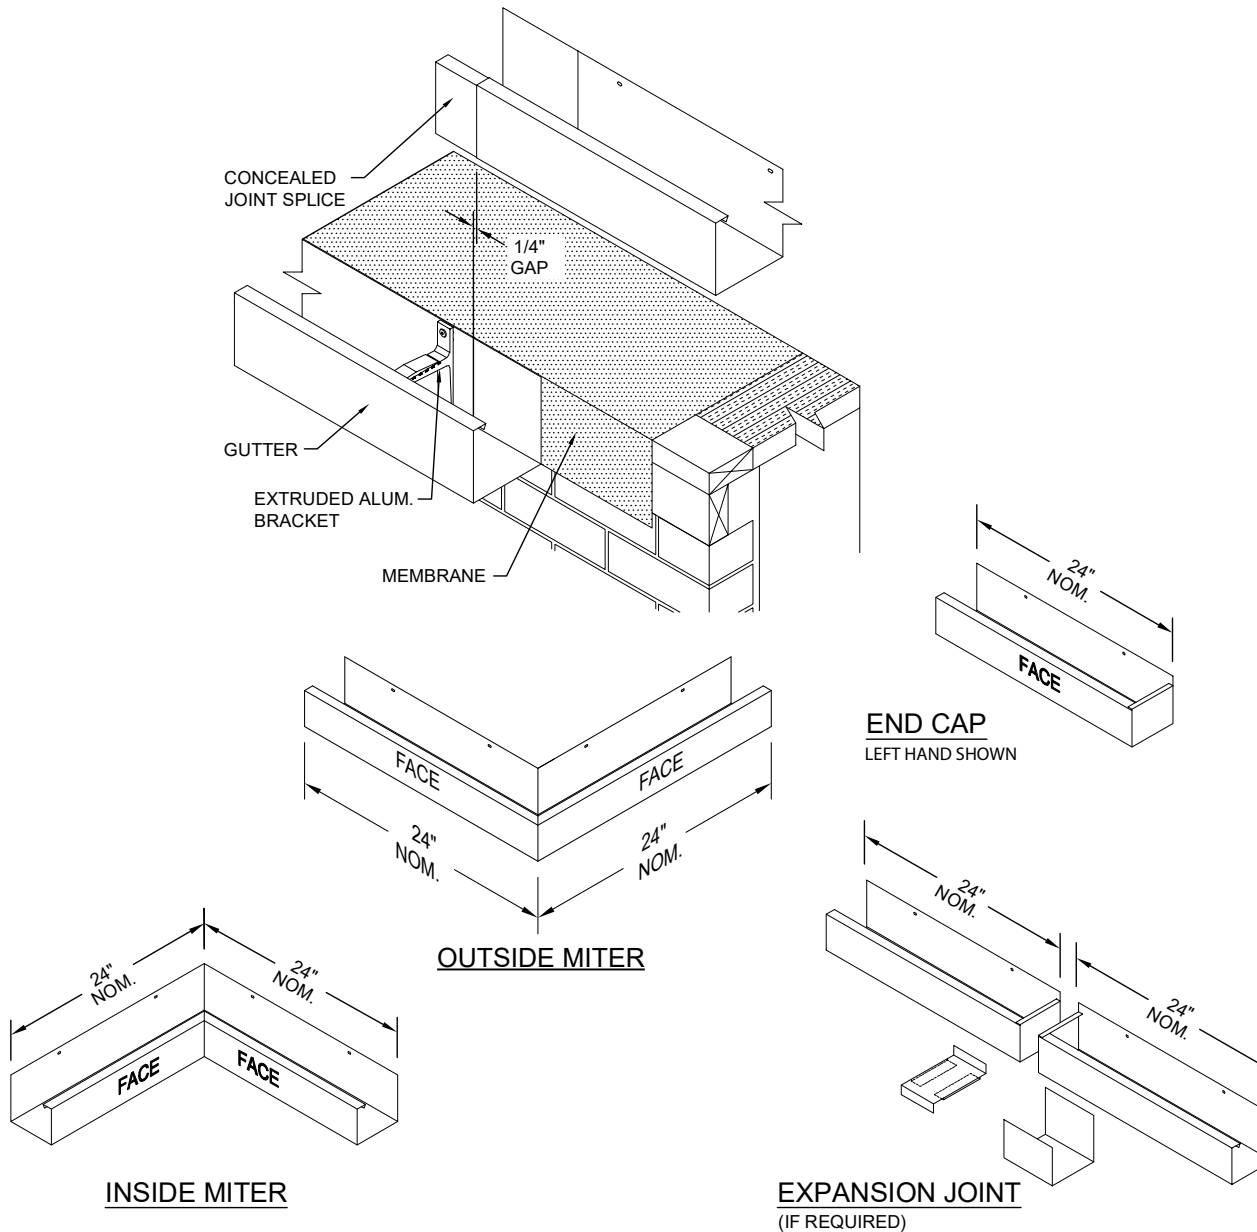 CONCEALED
JOINT SPLICE
1/4"
GAP
GUTTER
EXTRUDED ALUM.
BRACKET
MEMBRANE
24"
NOM.
FACE
END CAP
LEFT HAND SHOWN
FACE
FACE
24"
NOM.
24"
NOM.
OUTSIDE MITER
24"
NOM.
24"
NOM.
FACE
FACE
INSIDE MITER
24"
NOM.
24"
NOM.
EXPANSION JOINT
(IF REQUIRED)